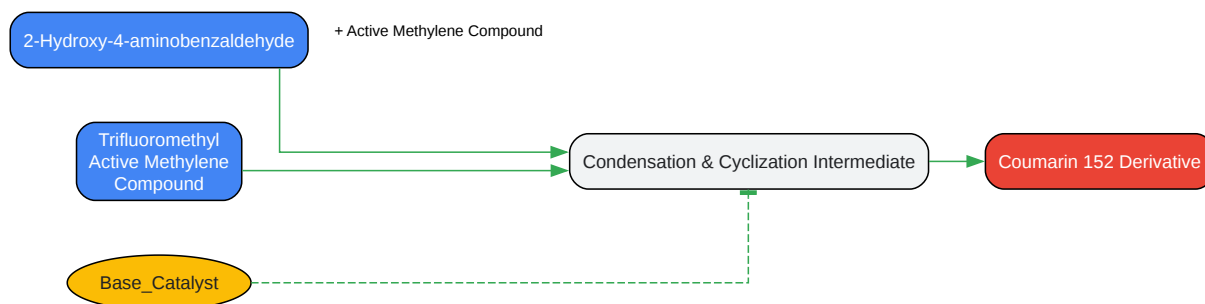 2-Hydroxy-4-aminobenzaldehyde
+ Active Methylene Compound
Trifluoromethyl
Active Methylene
Compound
Condensation & Cyclization Intermediate
Coumarin 152 Derivative
Base_Catalyst